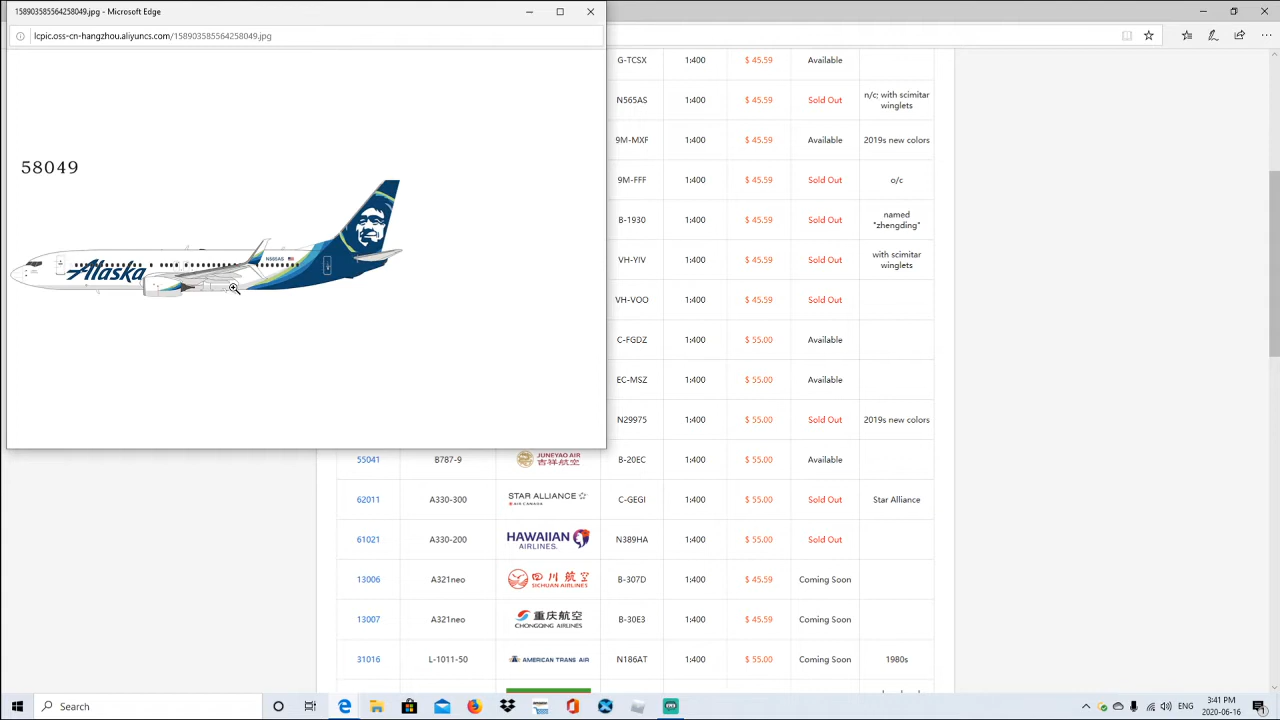 158903585564258049.jpg - Microsoft Edge
lcpic.oss-cn-hangzhou.aliyuncs.com/158903585564258049.jpg
58049
Alaska
N565AS
G-TCSX 1:400 $ 45.59 Available
N565AS 1:400 $ 45.59 Sold Out n/c; with scimitar winglets
9M-MXF 1:400 $ 45.59 Available 2019s new colors
9M-FFF 1:400 $ 45.59 Sold Out o/c
B-1930 1:400 $ 45.59 Sold Out named "zhengding"
VH-YIV 1:400 $ 45.59 Sold Out with scimitar winglets
VH-VOO 1:400 $ 45.59 Sold Out
C-FGDZ 1:400 $ 55.00 Available
EC-MSZ 1:400 $ 55.00 Available
N29975 1:400 $ 55.00 Sold Out 2019s new colors
55041 B787-9 JUNEYAO AIR 吉祥航空 B-20EC 1:400 $ 55.00 Available
62011 A330-300 STAR ALLIANCE AIR CANADA C-GEGI 1:400 $ 55.00 Sold Out Star Alliance
61021 A330-200 HAWAIIAN AIRLINES. N389HA 1:400 $ 55.00 Sold Out
13006 A321neo 四川航空 SICHUAN AIRLINES B-307D 1:400 $ 45.59 Coming Soon
13007 A321neo 重庆航空 CHONGQING AIRLINES B-30E3 1:400 $ 45.59 Coming Soon
31016 L-1011-50 AMERICAN TRANS AIR N186AT 1:400 $ 55.00 Coming Soon 1980s
Search
ENG
3:41 PM
2020-06-16